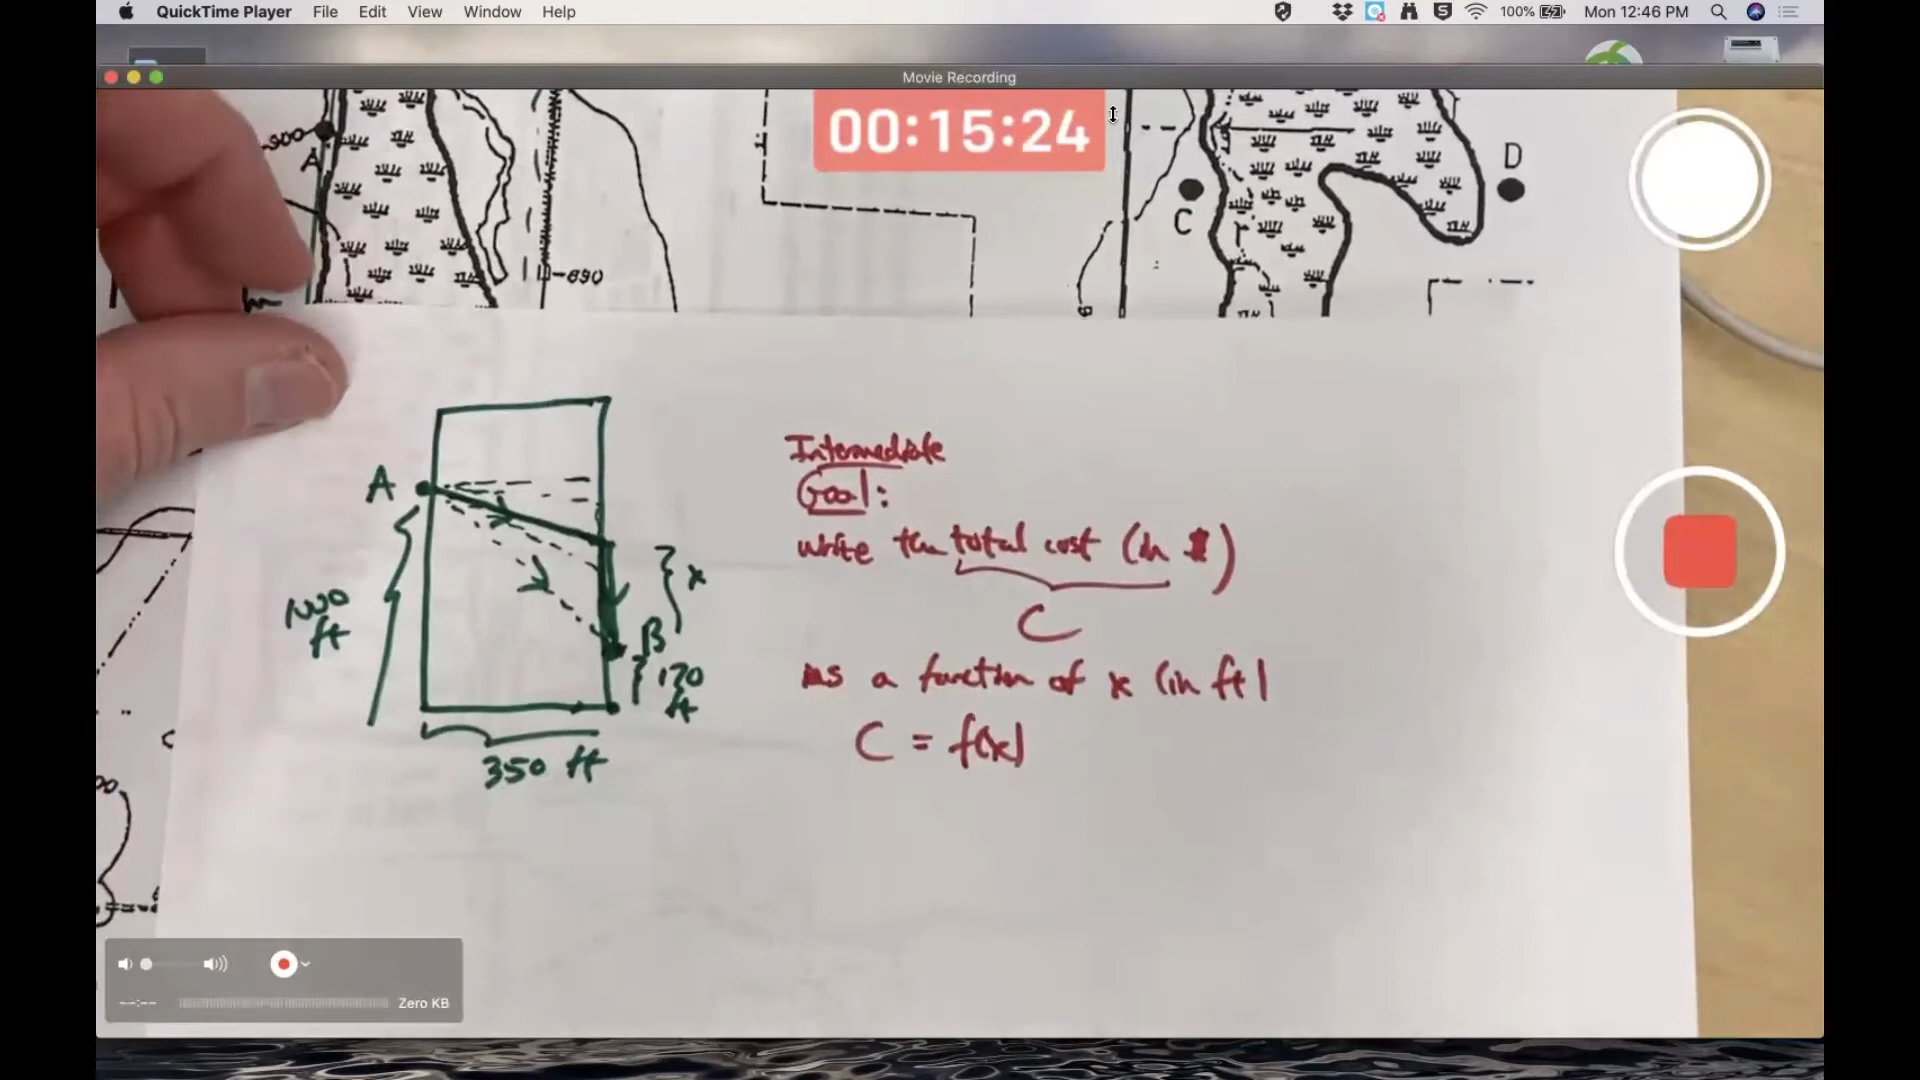 QuickTime Player File Edit View Window Help
100%
Mon 12:46 PM
Movie Recording
00:15:24
A
690
C
D
A
1000
ft
x
B
170
ft
350 ft
Intermediate
Goal:
write the total cost (in
C
as a function of x (in ft)
C = f(x)
Zero KB
--:--